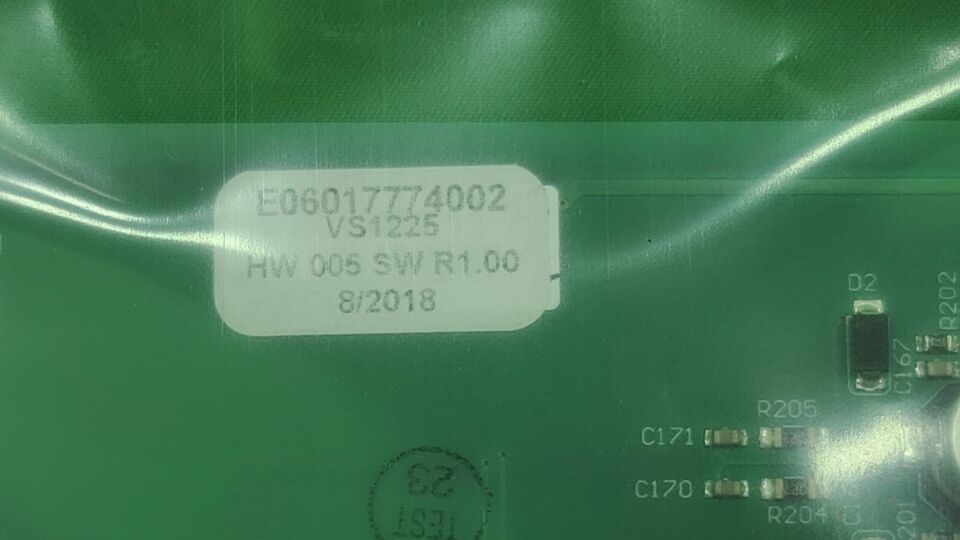 E06017774002
VS1225
HW 005 SW R1.00
8/2018
D2
R202
C167
R205
C171
C170
R204
23
TEST